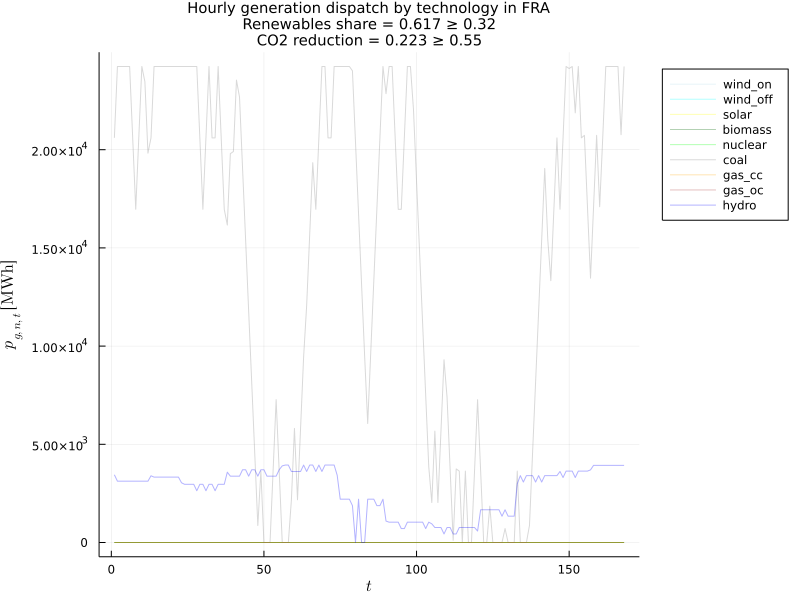 Hourly generation dispatch by technology in FRA
Renewables share = 0.617 ≥ 0.32
CO2 reduction = 0.223 ≥ 0.55
wind_on
wind_off
solar
biomass
nuclear
coal
gas_cc
gas_oc
hydro
p_{g,n,t} [MWh]
2.00×10⁴
1.50×10⁴
1.00×10⁴
5.00×10³
0
0 50 100 150
t